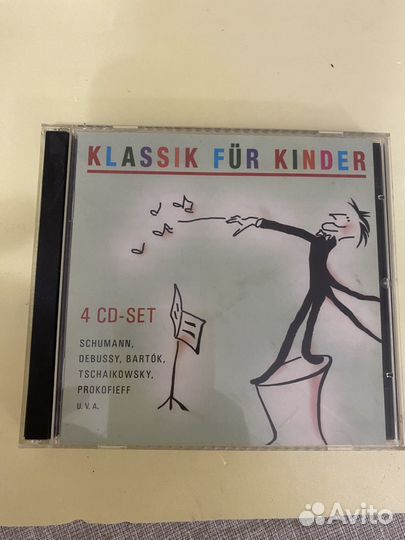 KLASSIK FÜR KINDER
4 CD-SET
SCHUMANN,
DEBUSSY, BARTÓK,
TSCHAIKOWSKY,
PROKOFIEFF
U.V.A.
Avito